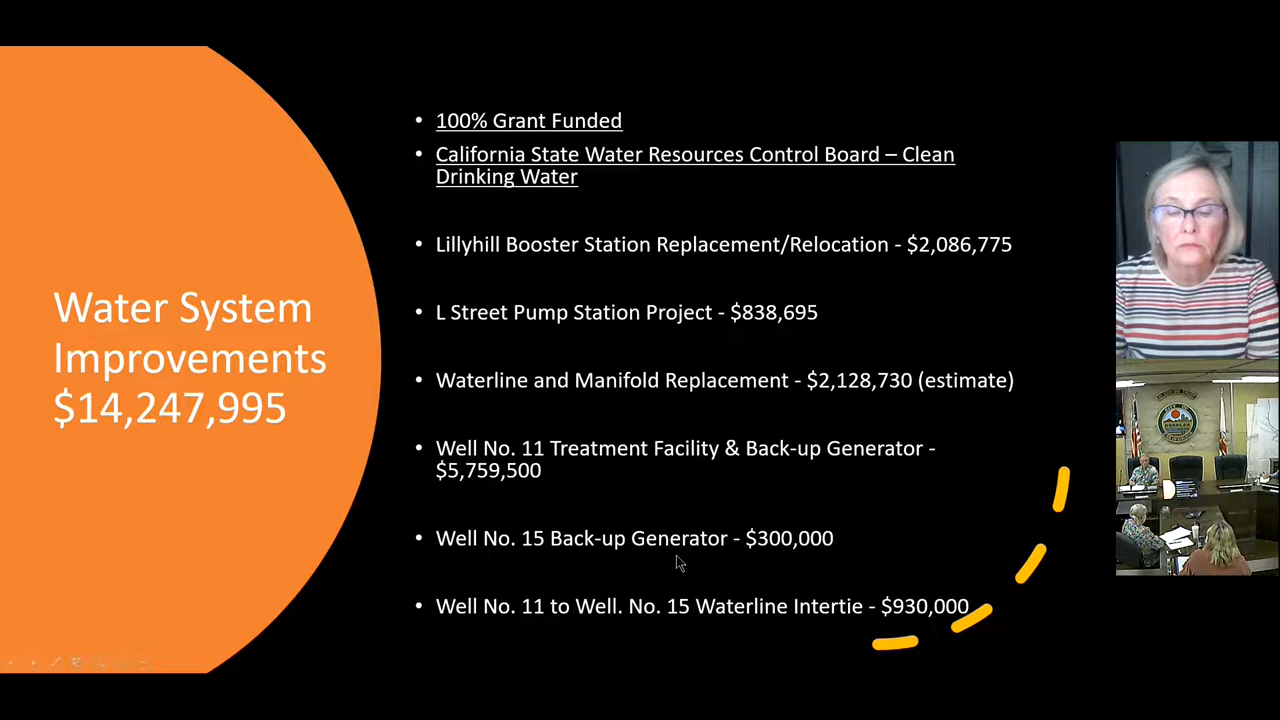 Water System
Improvements
$14,247,995
• 100% Grant Funded
• California State Water Resources Control Board – Clean
Drinking Water
• Lillyhill Booster Station Replacement/Relocation - $2,086,775
• L Street Pump Station Project - $838,695
• Waterline and Manifold Replacement - $2,128,730 (estimate)
• Well No. 11 Treatment Facility & Back-up Generator -
$5,759,500
• Well No. 15 Back-up Generator - $300,000
• Well No. 11 to Well. No. 15 Waterline Intertie - $930,000
NEEDLES